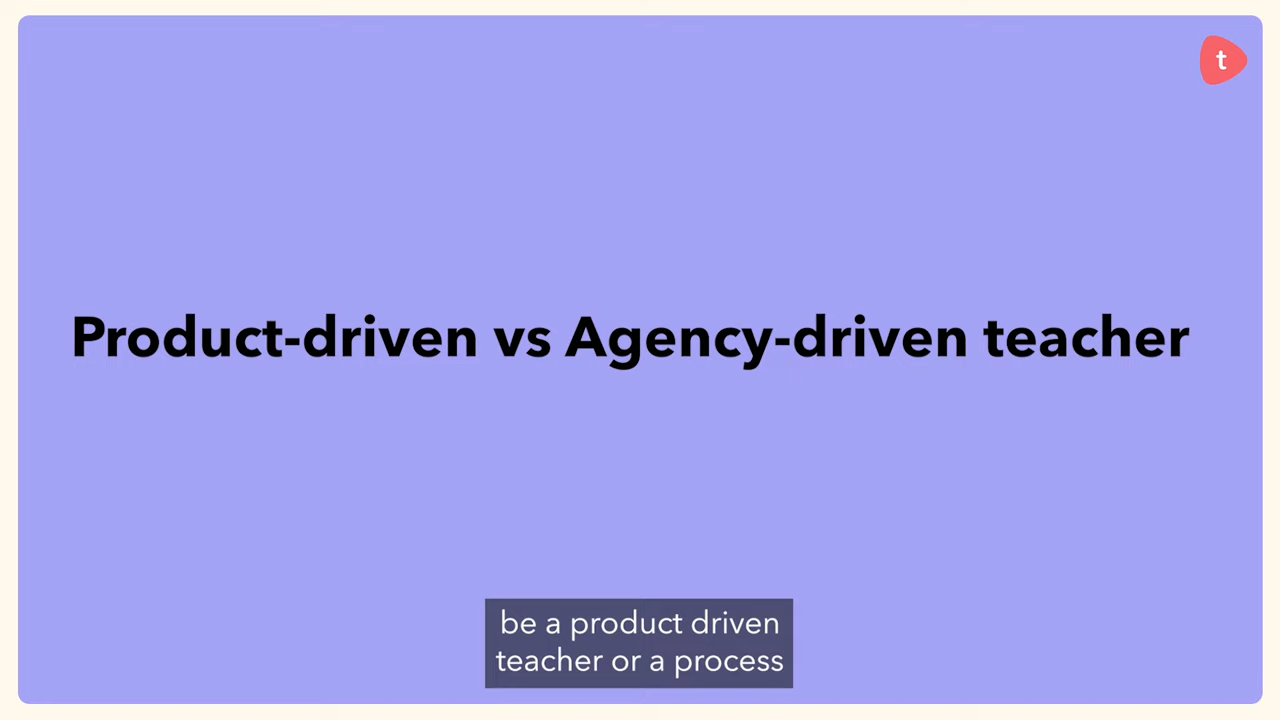 t
Product-driven vs Agency-driven teacher
be a product driven
teacher or a process